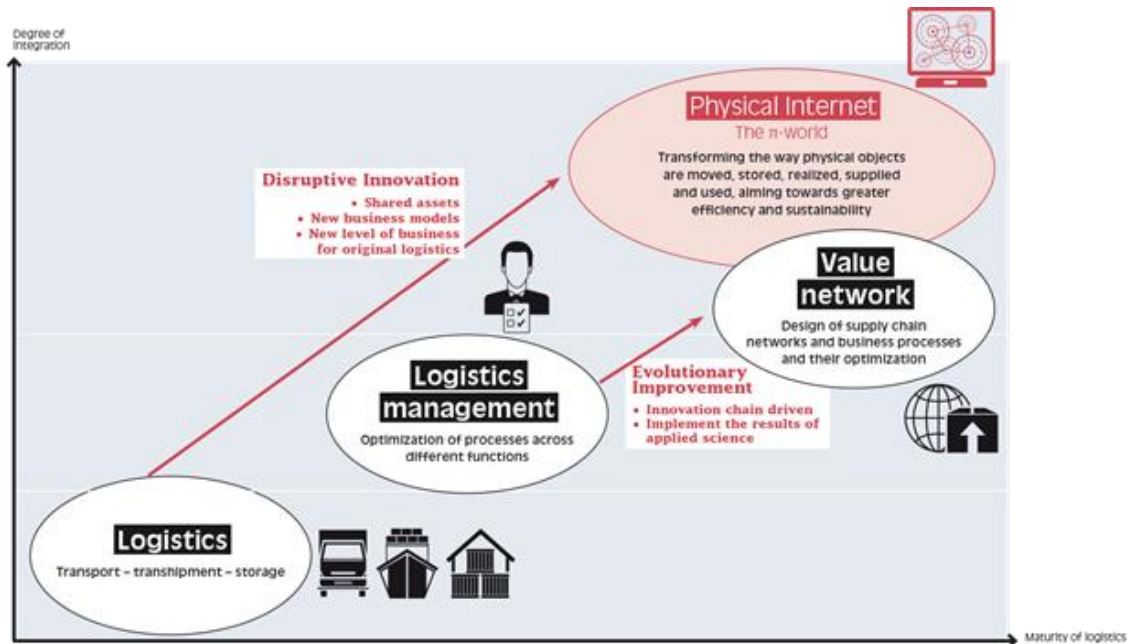 Degree of
Integration
Physical Internet
The π-world
Transforming the way physical objects
are moved, stored, realized, supplied
and used, aiming towards greater
efficiency and sustainability
Disruptive Innovation
• Shared assets
• New business models
• New level of business
for original logistics
Value
network
Design of supply chain
networks and business processes
and their optimization
Logistics
management
Optimization of processes across
different functions
Evolutionary
Improvement
• Innovation chain driven
• Implement the results of
applied science
Logistics
Transport – transhipment – storage
Maturity of logistics